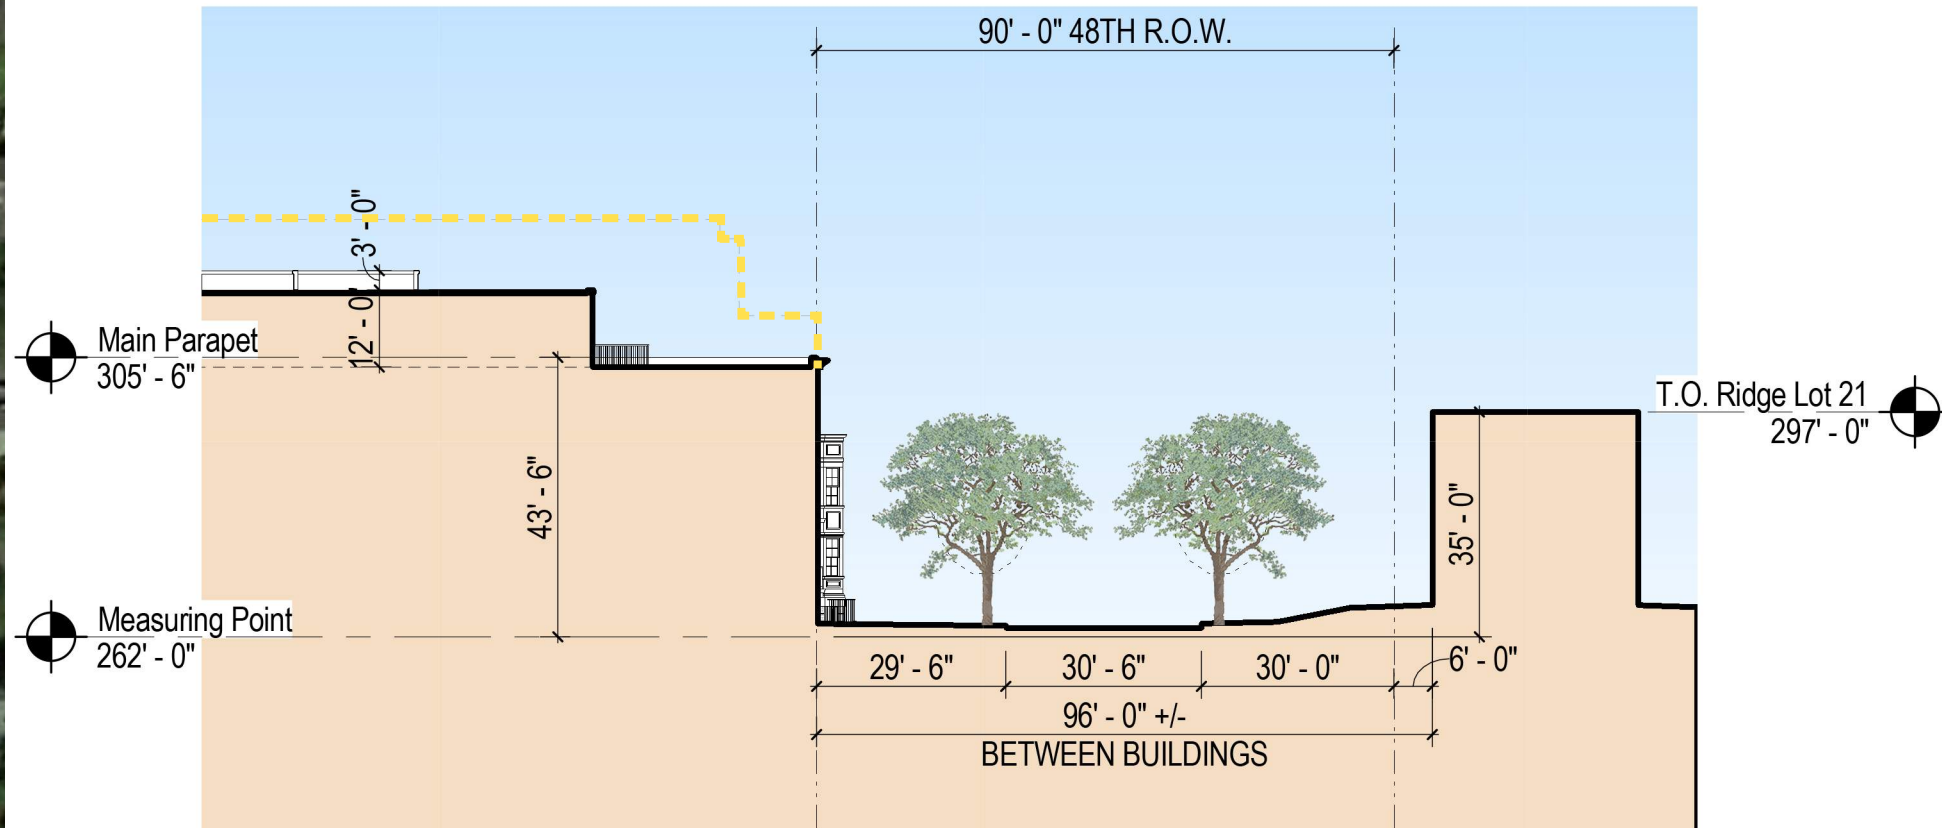 90' - 0" 48TH R.O.W.
3' - 0"
12' - 0"
Main Parapet
305' - 6"
T.O. Ridge Lot 21
297' - 0"
43' - 6"
35' - 0"
Measuring Point
262' - 0"
29' - 6"
30' - 6"
30' - 0"
6' - 0"
96' - 0" +/-
BETWEEN BUILDINGS